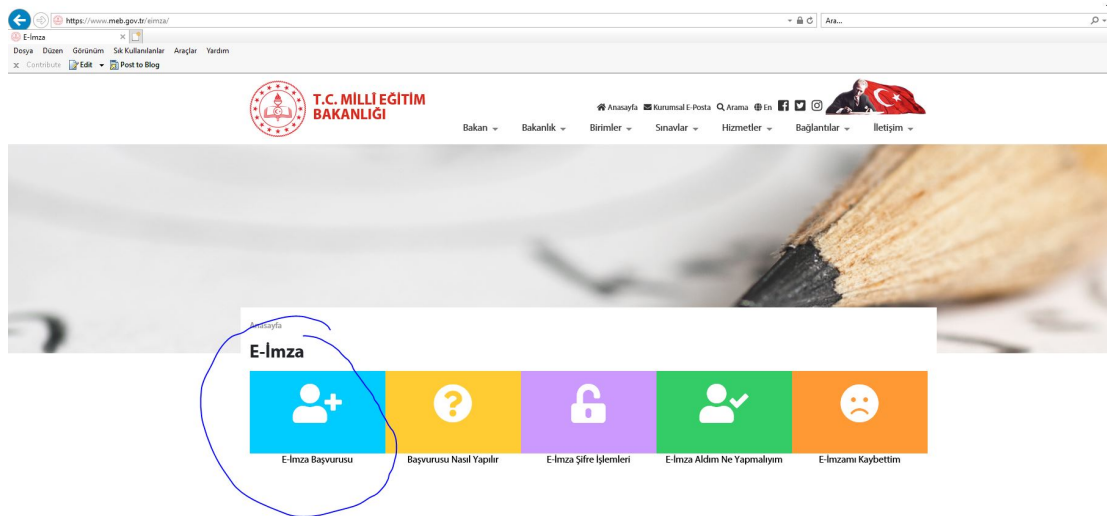 https://www.meb.gov.tr/eimza/
Ara...
E-İmza
Dosya Düzen Görünüm Sık Kullanılanlar Araçlar Yardım
x Contribute Edit Post to Blog
T.C. MİLLÎ EĞİTİM
BAKANLIĞI
Anasayfa Kurumsal E-Posta Arama En
Bakan Bakanlık Birimler Sınavlar Hizmetler Bağlantılar İletişim
Anasayfa
E-İmza
E-İmza Başvurusu Başvurusu Nasıl Yapılır E-İmza Şifre İşlemleri E-İmza Aldım Ne Yapmalıyım E-İmzamı Kaybettim